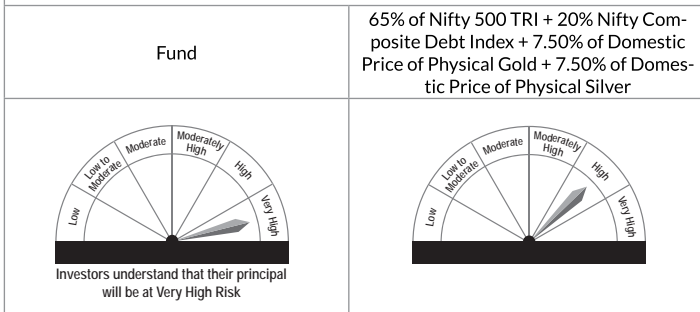 Fund
65% of Nifty 500 TRI + 20% Nifty Com-
posite Debt Index + 7.50% of Domestic
Price of Physical Gold + 7.50% of Domes-
tic Price of Physical Silver
Low
Low to
Moderate
Moderate
Moderately
High
High
Very High
Investors understand that their principal
will be at Very High Risk
Low
Low to
Moderate
Moderate
Moderately
High
High
Very High